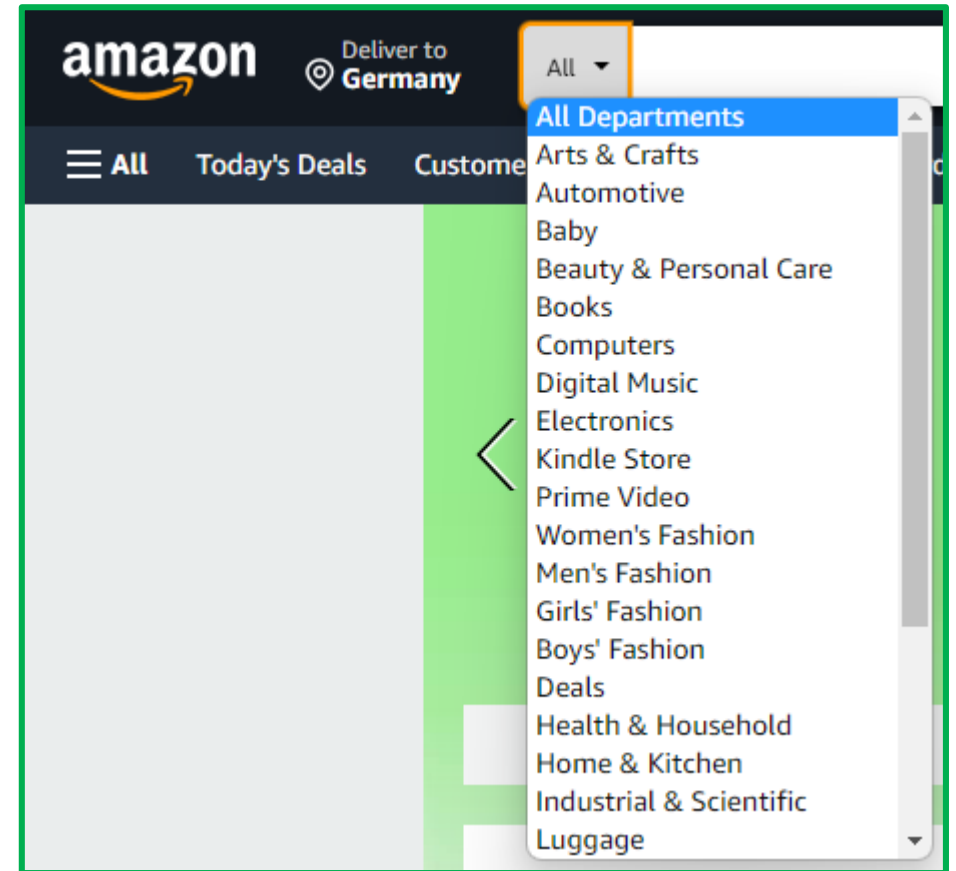 amazon
Deliver to
Germany
All
All Today's Deals Custome
All Departments
Arts & Crafts
Automotive
Baby
Beauty & Personal Care
Books
Computers
Digital Music
Electronics
Kindle Store
Prime Video
Women's Fashion
Men's Fashion
Girls' Fashion
Boys' Fashion
Deals
Health & Household
Home & Kitchen
Industrial & Scientific
Luggage